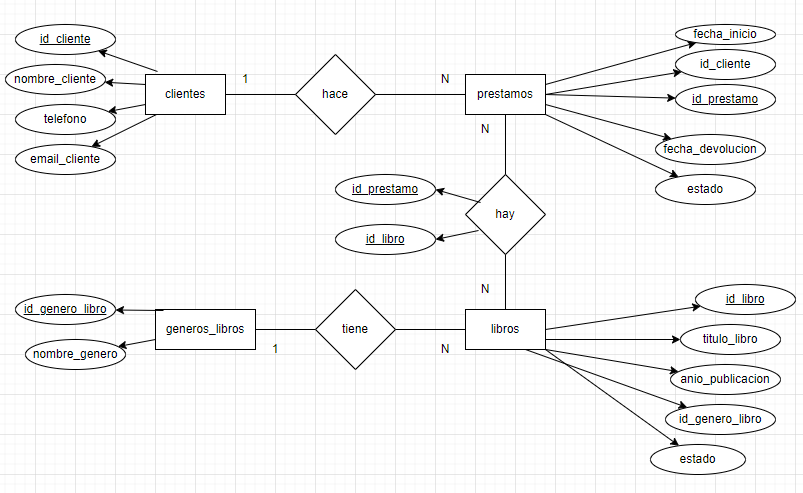 id_cliente
nombre_cliente
telefono
email_cliente
clientes
1
hace
N
prestamos
fecha_inicio
id_cliente
id_prestamo
fecha_devolucion
estado
N
id_prestamo
id_libro
hay
N
id_genero_libro
nombre_genero
generos_libros
1
tiene
N
libros
id_libro
titulo_libro
anio_publicacion
id_genero_libro
estado